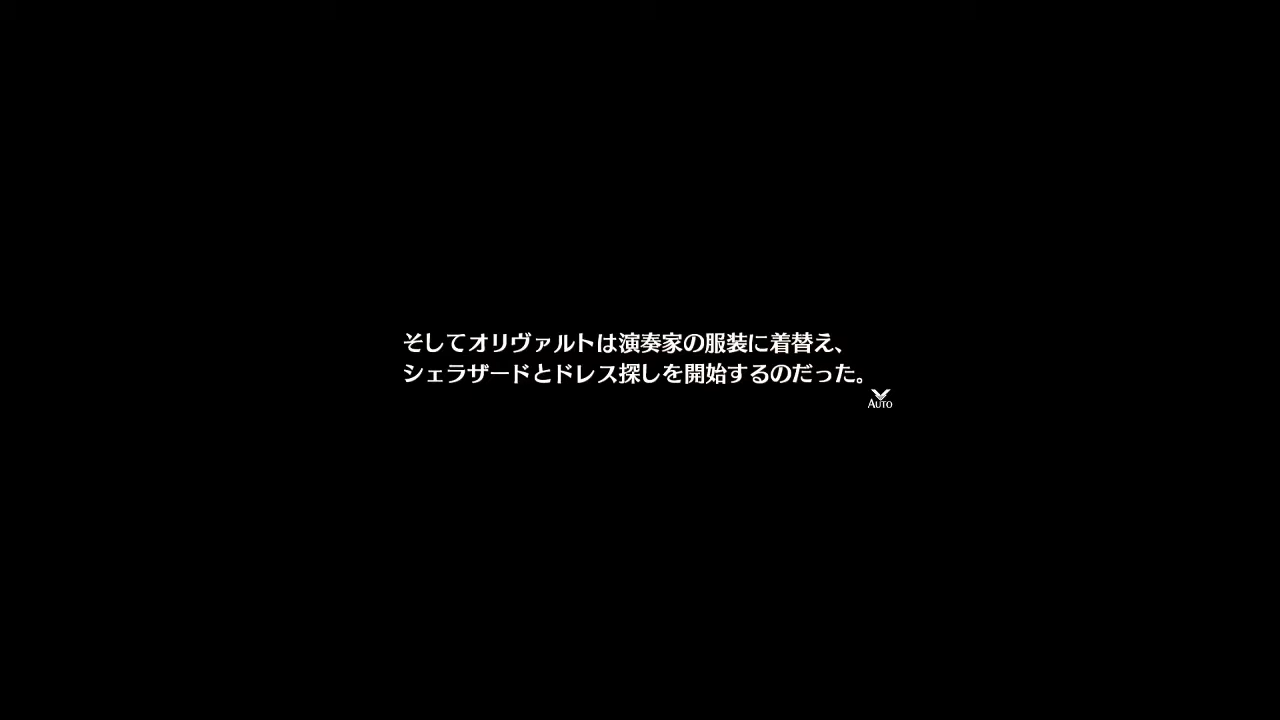 そしてオリヴァルトは演奏家の服装に着替え、
シェラザードとドレス探しを開始するのだった。
AUTO